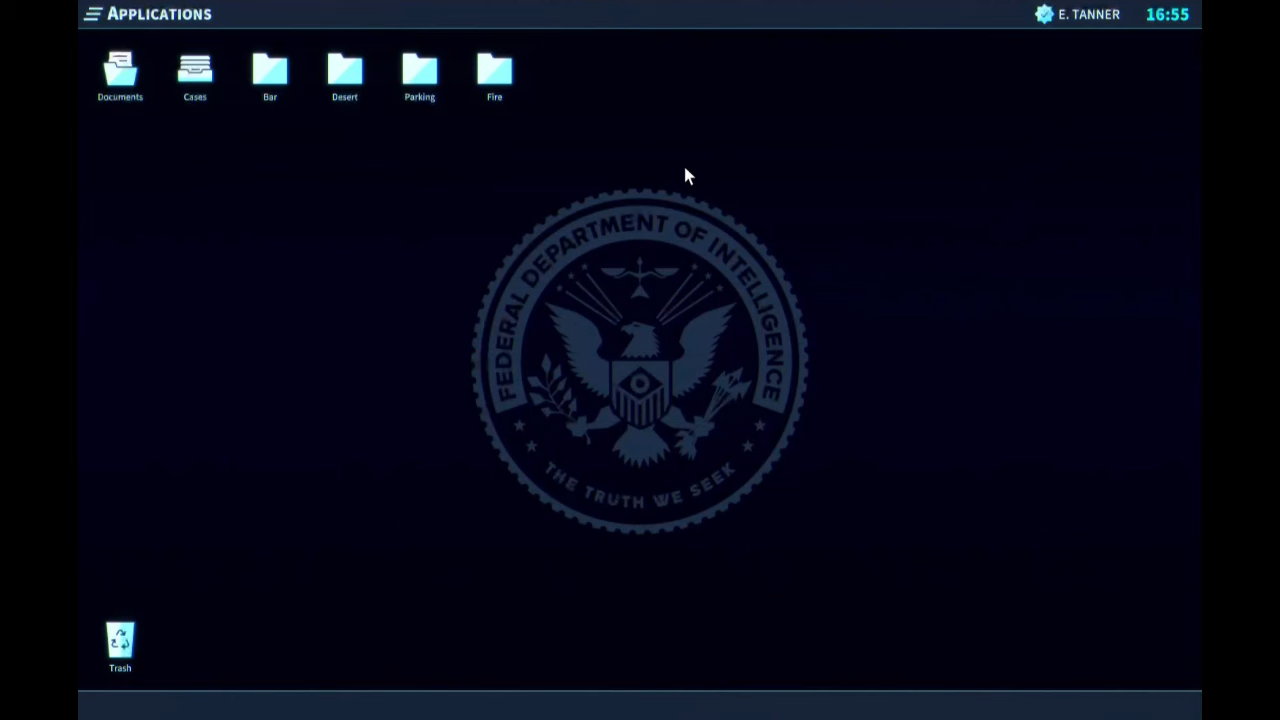 APPLICATIONS
E. TANNER
16:55
Documents
Cases
Bar
Desert
Parking
Fire
FEDERAL DEPARTMENT OF INTELLIGENCE
THE TRUTH WE SEEK
Trash